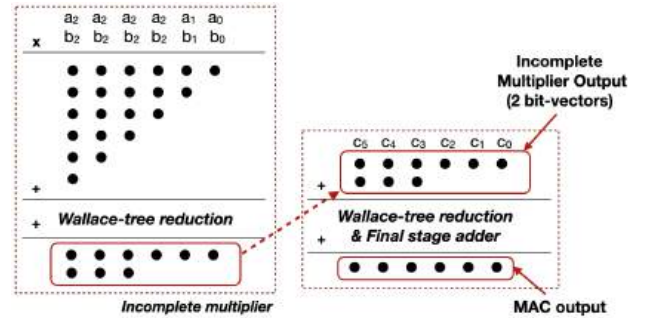 a₂ a₂ a₂ a₂ a₁ a₀
x b₂ b₂ b₂ b₂ b₁ b₀
+
+ Wallace-tree reduction
Incomplete multiplier
Incomplete
Multiplier Output
(2 bit-vectors)
c₅ c₄ c₃ c₂ c₁ c₀
+
Wallace-tree reduction
+ & Final stage adder
MAC output